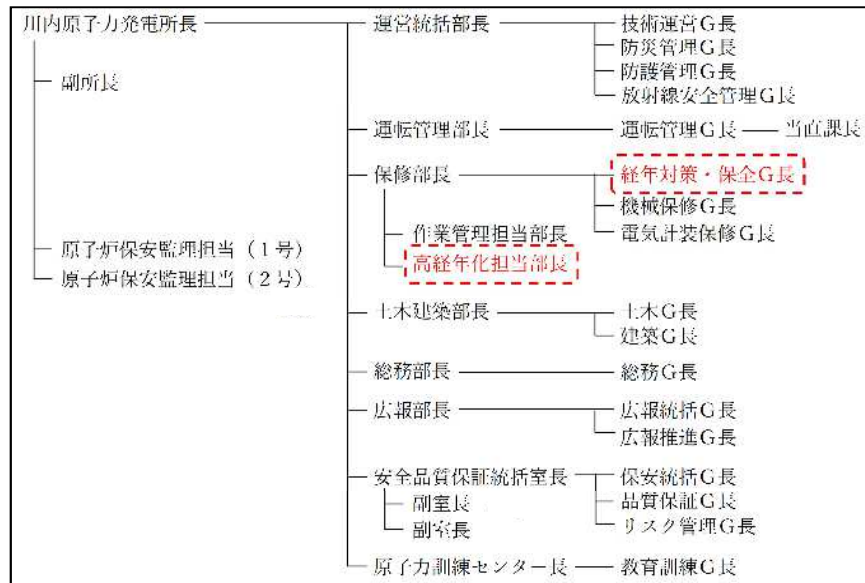 川内原子力発電所長 運営統括部長 技術運営G長
防災管理G長
副所長 防護管理G長
放射線安全管理G長
運転管理部長 運転管理G長 当直課長
保修部長 経年対策・保全G長
機械保修G長
作業管理担当部長 電気計装保修G長
原子炉保安監理担当（1号）
高経年化担当部長
原子炉保安監理担当（2号）
土木建築部長 土木G長
建築G長
総務部長 総務G長
広報部長 広報統括G長
広報推進G長
安全品質保証統括室長 保安統括G長
副室長 品質保証G長
副室長 リスク管理G長
原子力訓練センター長 教育訓練G長